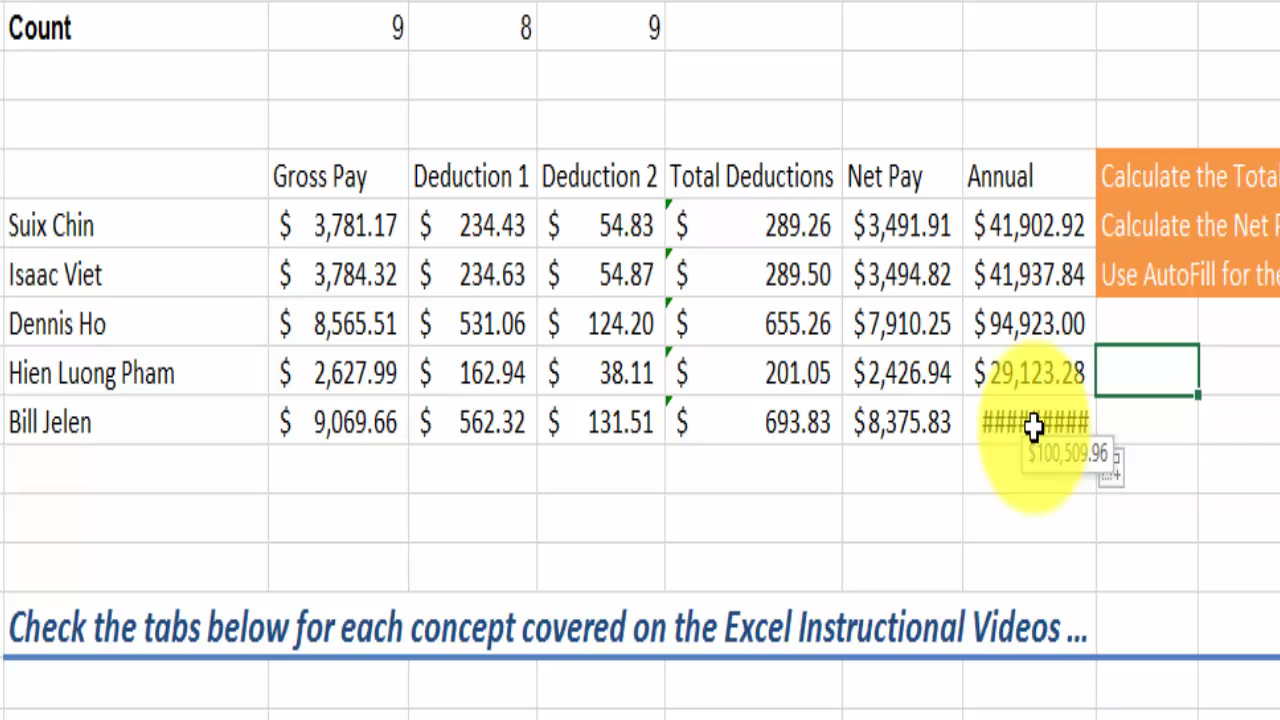 Count 9 8 9
Gross Pay Deduction 1 Deduction 2 Total Deductions Net Pay Annual Calculate the Total
Suix Chin $ 3,781.17 $ 234.43 $ 54.83 $ 289.26 $3,491.91 $41,902.92 Calculate the Net P
Isaac Viet $ 3,784.32 $ 234.63 $ 54.87 $ 289.50 $3,494.82 $41,937.84 Use AutoFill for the
Dennis Ho $ 8,565.51 $ 531.06 $ 124.20 $ 655.26 $7,910.25 $94,923.00
Hien Luong Pham $ 2,627.99 $ 162.94 $ 38.11 $ 201.05 $2,426.94 $29,123.28
Bill Jelen $ 9,069.66 $ 562.32 $ 131.51 $ 693.83 $8,375.83 #########
$100,509.96
Check the tabs below for each concept covered on the Excel Instructional Videos ...